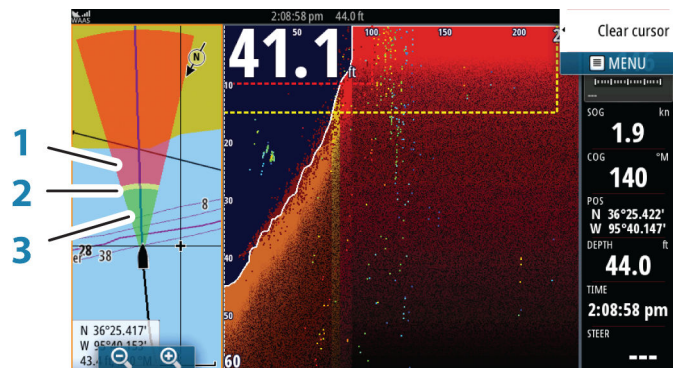 WAAS
2:08:58 pm 44.0 ft
Clear cursor
MENU
41.1 ft
50
100
150
200
2
10
20
30
40
50
60
N
1
2
3
8
28
38
er
N 36°25.417'
W 95°40.153'
SOG kn
1.9
COG °M
140
POS
N 36°25.422'
W 95°40.147'
DEPTH ft
44.0
TIME
2:08:58 pm
STEER
---